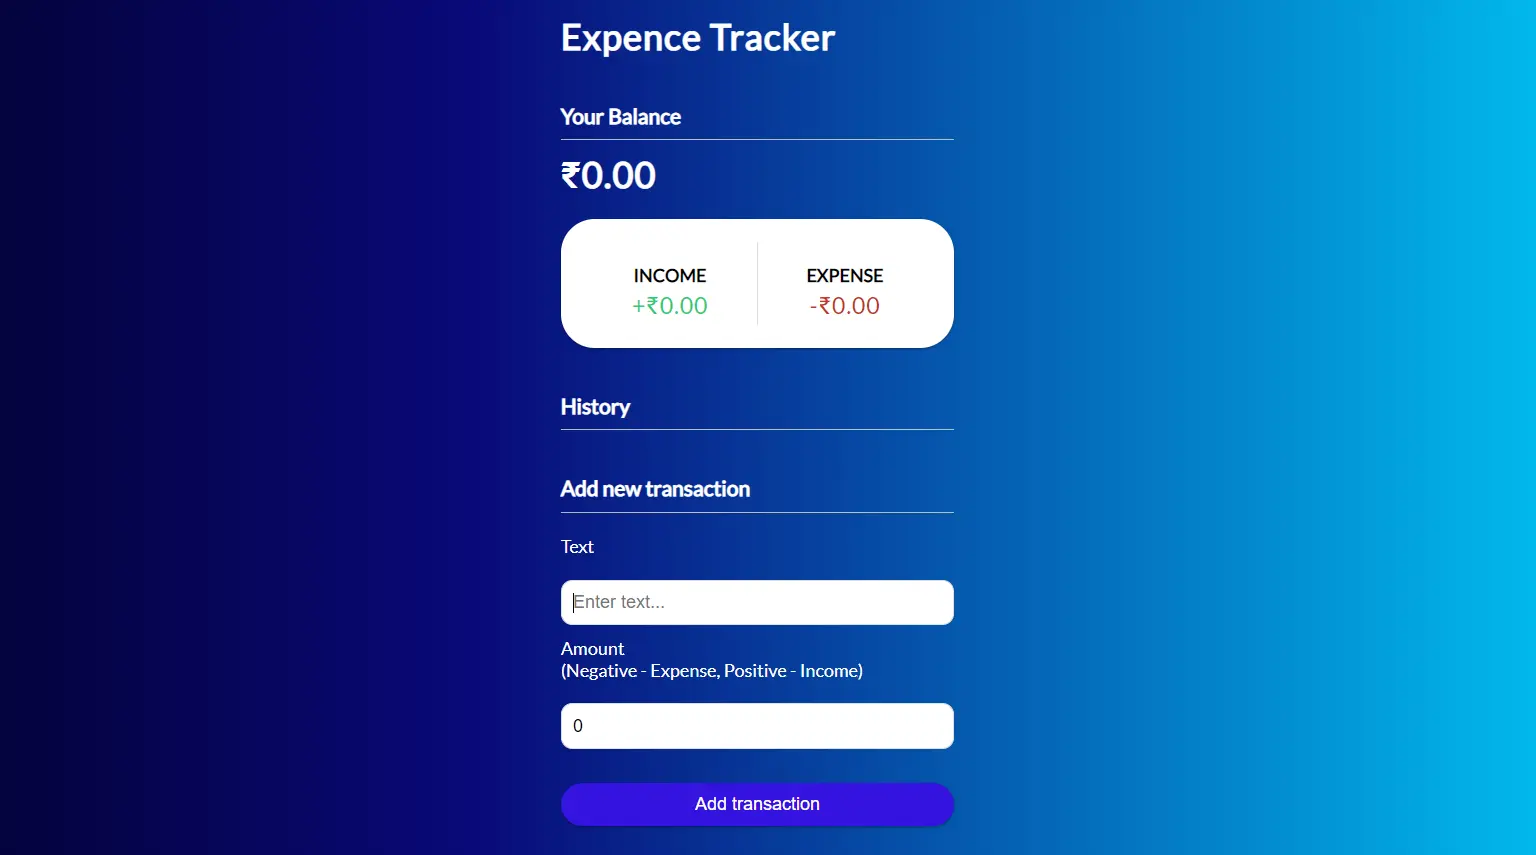 Expence Tracker
Your Balance
₹0.00
INCOME
+₹0.00
EXPENSE
-₹0.00
History
Add new transaction
Text
Enter text...
Amount
(Negative - Expense, Positive - Income)
0
Add transaction